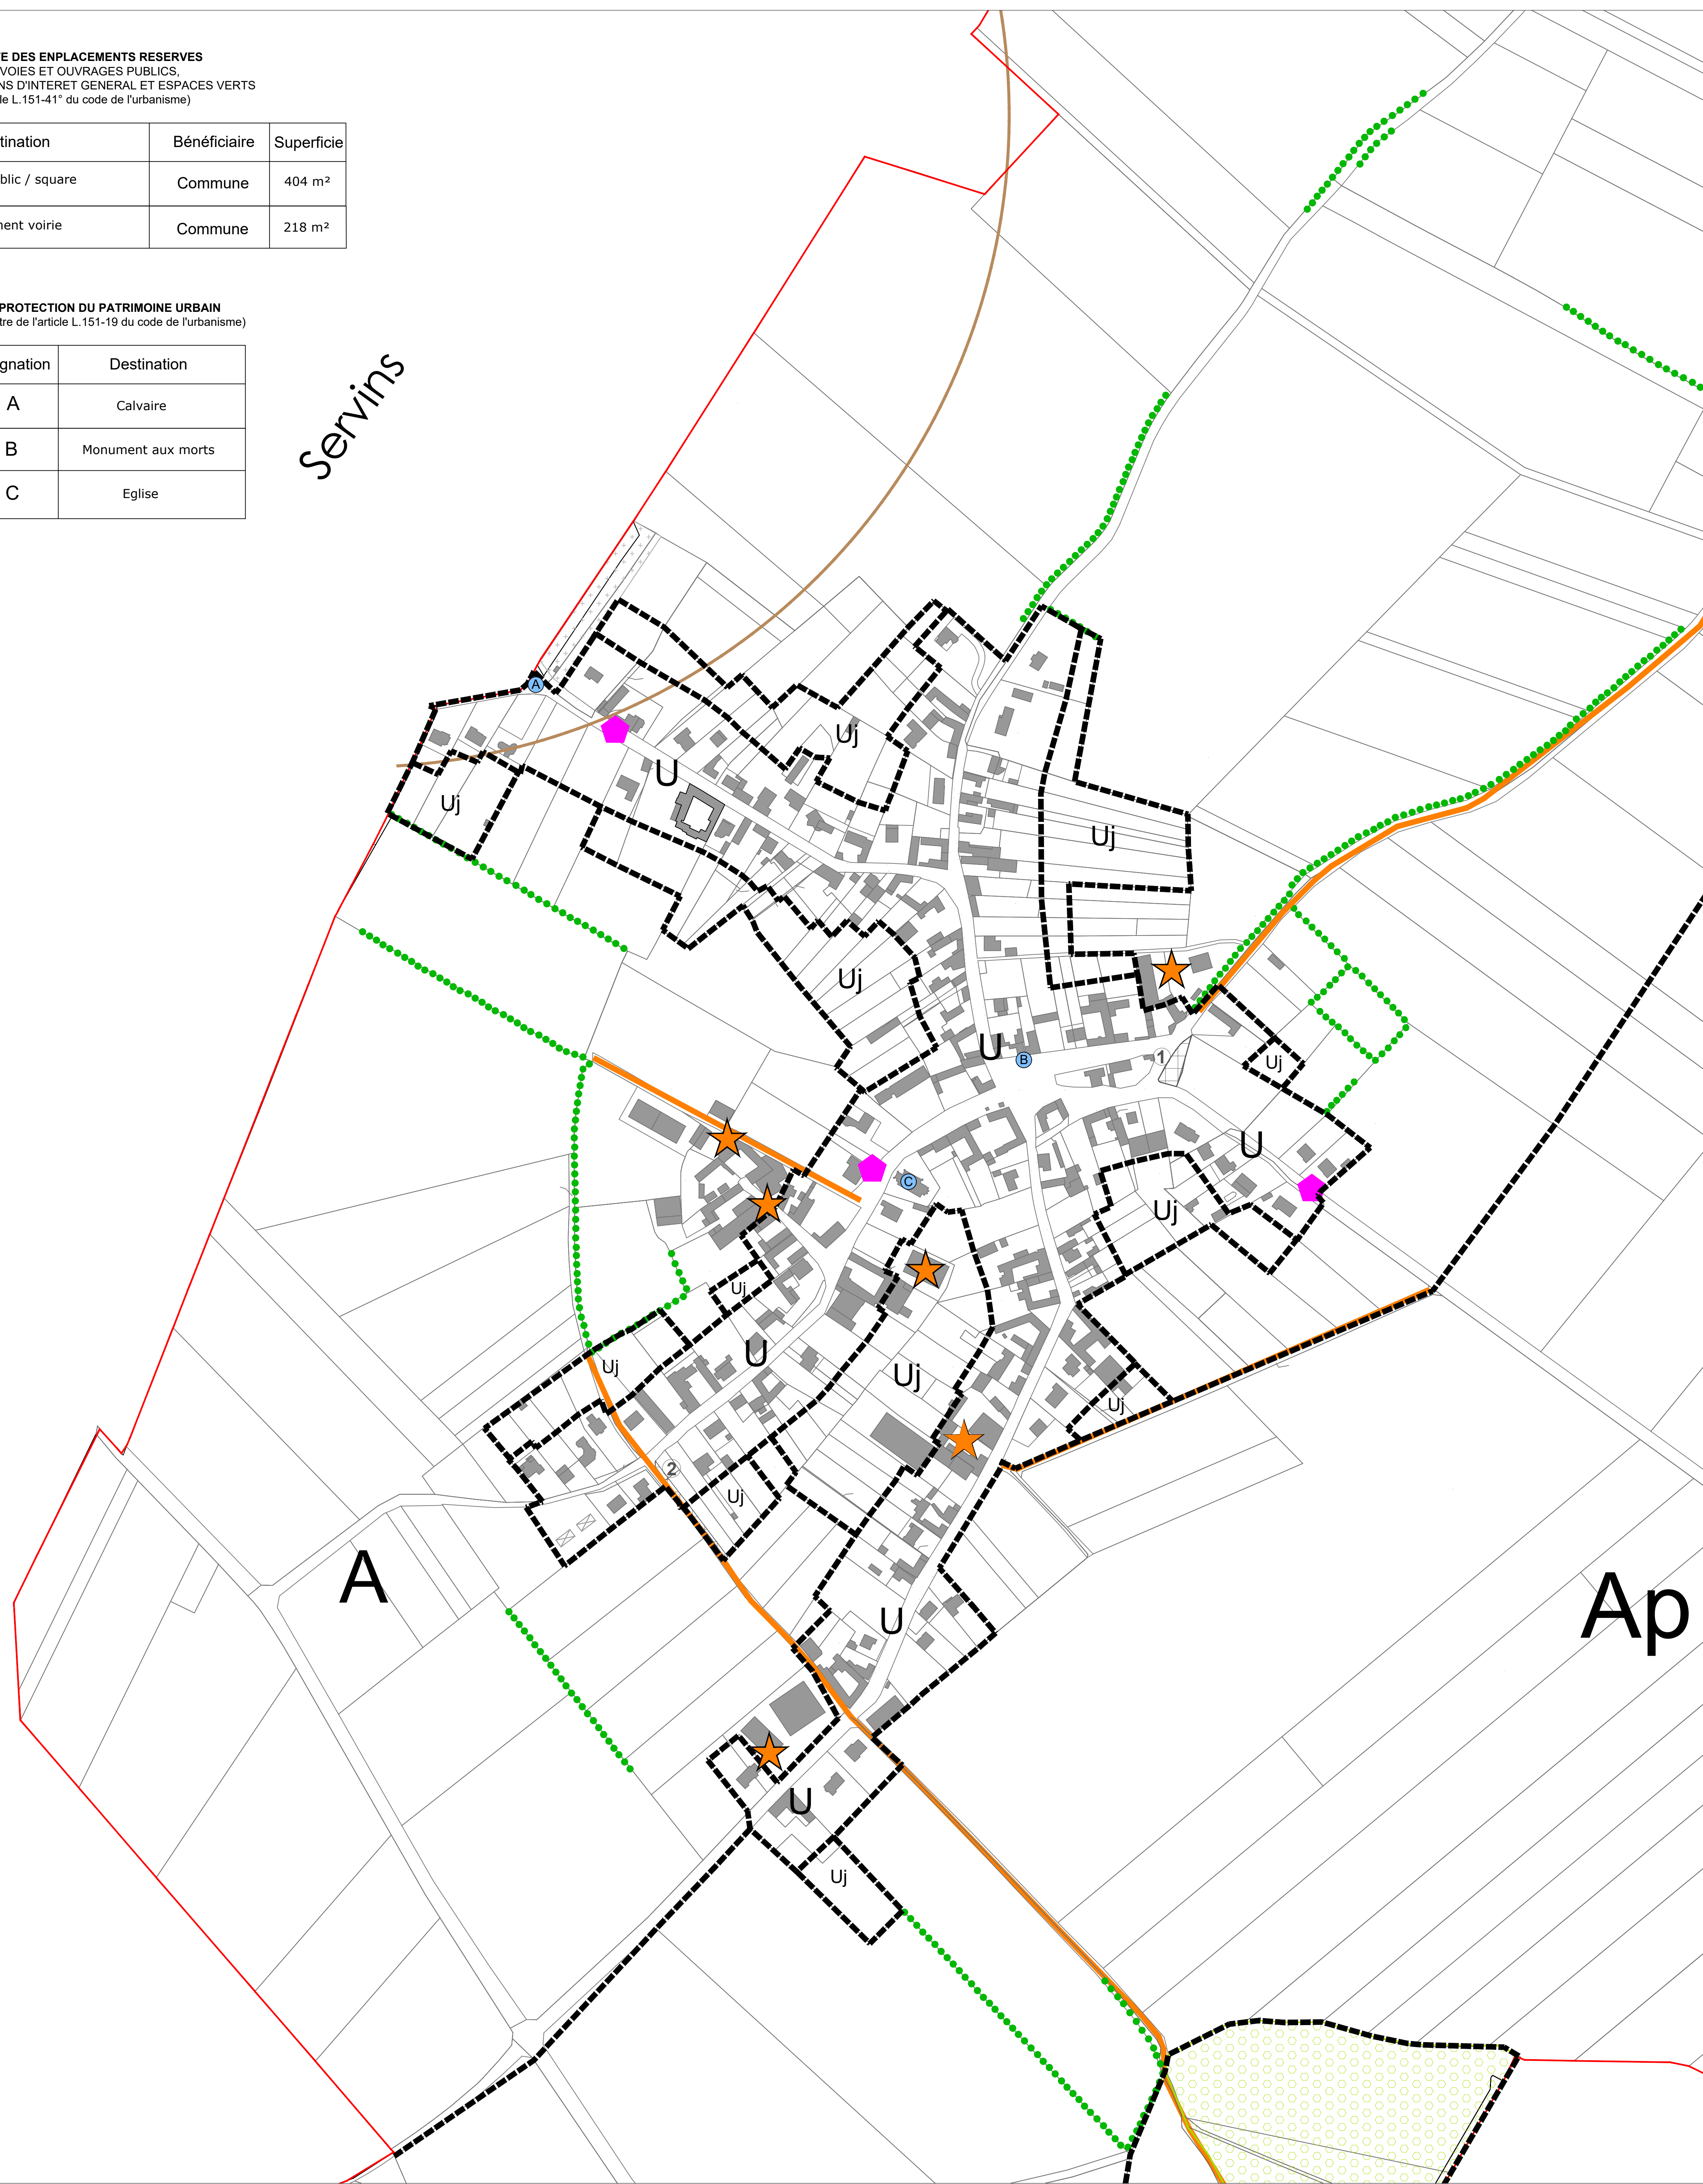 TE DES ENPLACEMENTS RESERVES
VOIES ET OUVRAGES PUBLICS,
NS D'INTERET GENERAL ET ESPACES VERTS
le L.151-41° du code de l'urbanisme)
tination Bénéficiaire Superficie
blic / square Commune 404 m²
ment voirie Commune 218 m²
PROTECTION DU PATRIMOINE URBAIN
tre de l'article L.151-19 du code de l'urbanisme)
gnation Destination
A Calvaire
B Monument aux morts
C Eglise
Servins
A
Uj
U
Uj
Uj
Uj
U
B
1
Uj
U
C
Uj
Uj
U
Uj
Uj
Uj
2
Uj
A
U
Ap
U
Uj